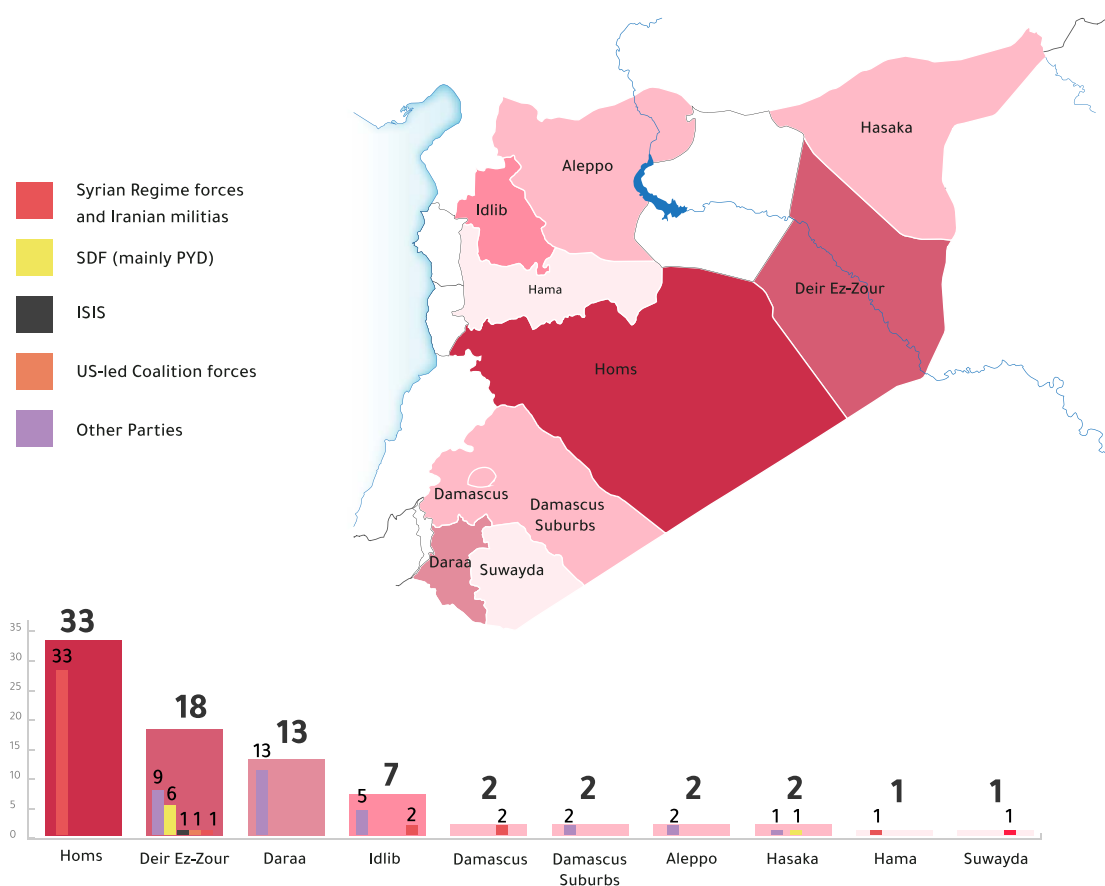 Syrian Regime forces
and Iranian militias
SDF (mainly PYD)
ISIS
US-led Coalition forces
Other Parties
Hasaka
Aleppo
Idlib
Deir Ez-Zour
Hama
Homs
Damascus
Damascus
Suburbs
Daraa
Suwayda
33
18
13
7
2
2
2
2
1
1
35
30
25
20
15
10
5
0
33
9
6
1
1
1
13
5
2
2
2
2
1
1
1
1
Homs
Deir Ez-Zour
Daraa
Idlib
Damascus
Damascus
Suburbs
Aleppo
Hasaka
Hama
Suwayda